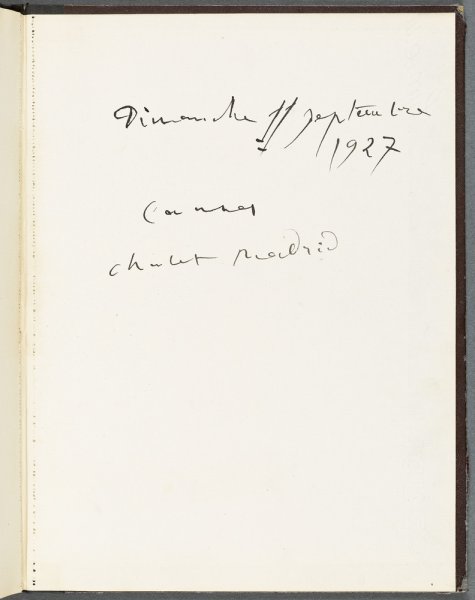 Dimanche 11 septembre
1927
Cannes
chalet Madrid